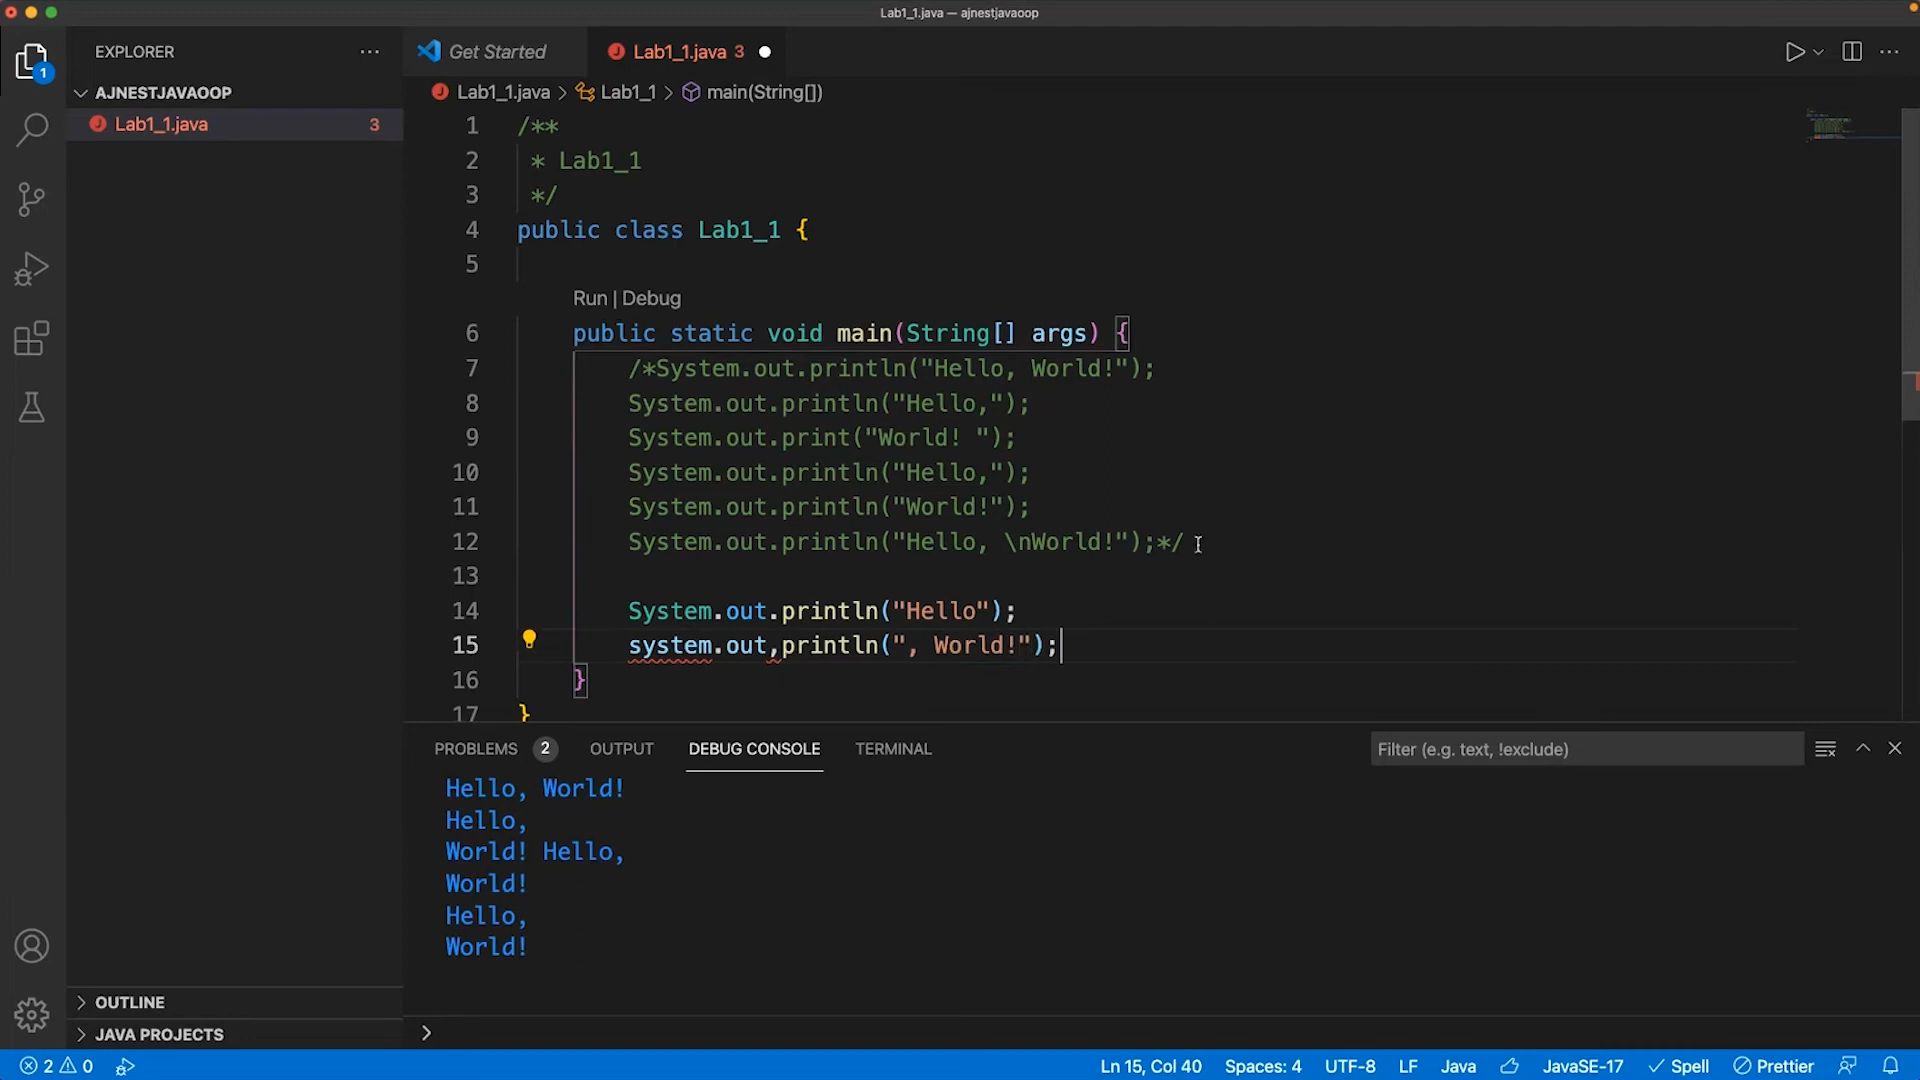 Lab1_1.java — ajnestjavaoop
EXPLORER
Get Started
Lab1_1.java 3
1
AJNESTJAVAOOP
Lab1_1.java > Lab1_1 > main(String[])
Lab1_1.java 3
1 /**
2 * Lab1_1
3 */
4 public class Lab1_1 {
5
Run | Debug
6 public static void main(String[] args) {
7 /*System.out.println("Hello, World!");
8 System.out.println("Hello,");
9 System.out.print("World! ");
10 System.out.println("Hello,");
11 System.out.println("World!");
12 System.out.println("Hello, \nWorld!");*/
13
14 System.out.println("Hello");
15 system.out,println(", World!");
16 }
17 }
PROBLEMS 2 OUTPUT DEBUG CONSOLE TERMINAL
Filter (e.g. text, !exclude)
Hello, World!
Hello,
World! Hello,
World!
Hello,
World!
OUTLINE
JAVA PROJECTS
2 0
Ln 15, Col 40 Spaces: 4 UTF-8 LF Java JavaSE-17 Spell Prettier